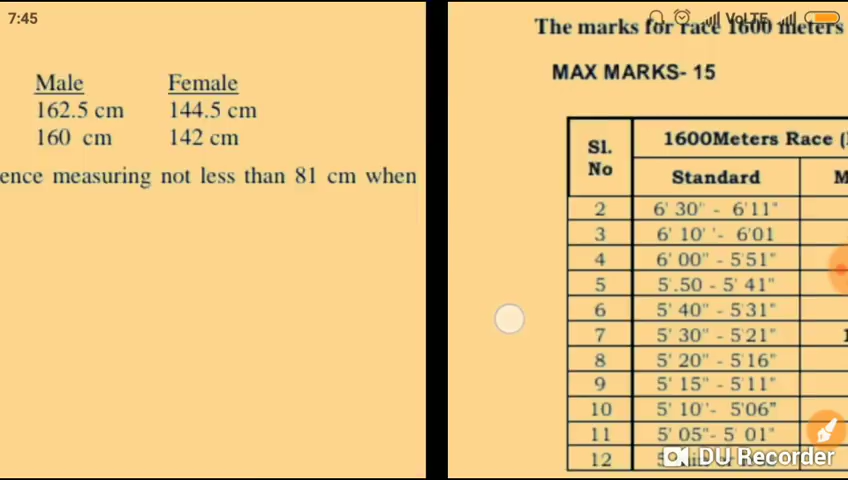 7:45
VoLTE
Male Female
162.5 cm 144.5 cm
160 cm 142 cm
ence measuring not less than 81 cm when
The marks for race 1600 meters
MAX MARKS- 15
Sl. No
1600Meters Race (
Standard M
2 6' 30" - 6'11"
3 6' 10' '- 6'01
4 6' 00" - 5'51"
5 5'.50 - 5' 41"
6 5' 40" - 5'31"
7 5' 30" - 5'21" 1
8 5' 20" - 5'16"
9 5' 15" - 5'11"
10 5' 10''- 5'06"
11 5' 05"- 5' 01"
12 5
DU Recorder